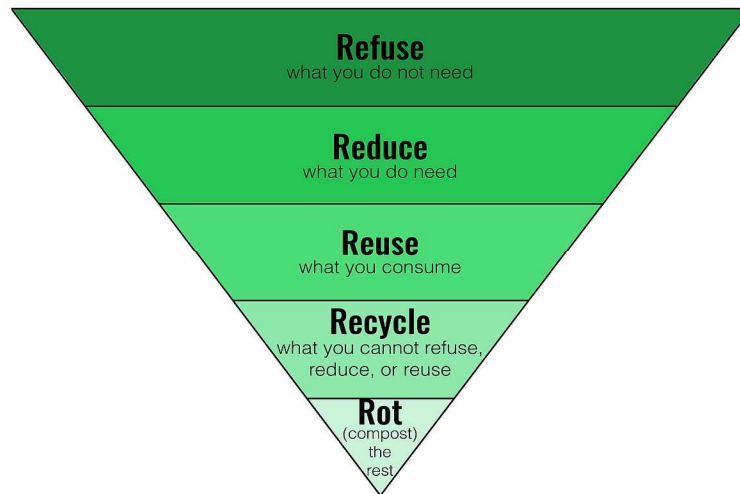 Refuse
what you do not need
Reduce
what you do need
Reuse
what you consume
Recycle
what you cannot refuse,
reduce, or reuse
Rot
(compost)
the
rest